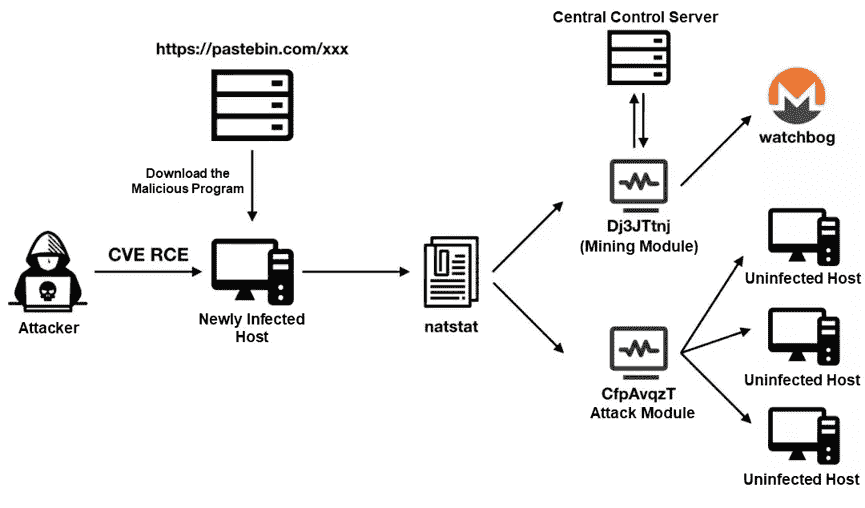 Central Control Server
https://pastebin.com/xxx
watchbog
Download the
Malicious Program
Dj3JTtnj
(Mining Module)
CVE RCE
Uninfected Host
Attacker
Newly Infected
Host
natstat
Uninfected Host
CfpAvqzT
Attack Module
Uninfected Host